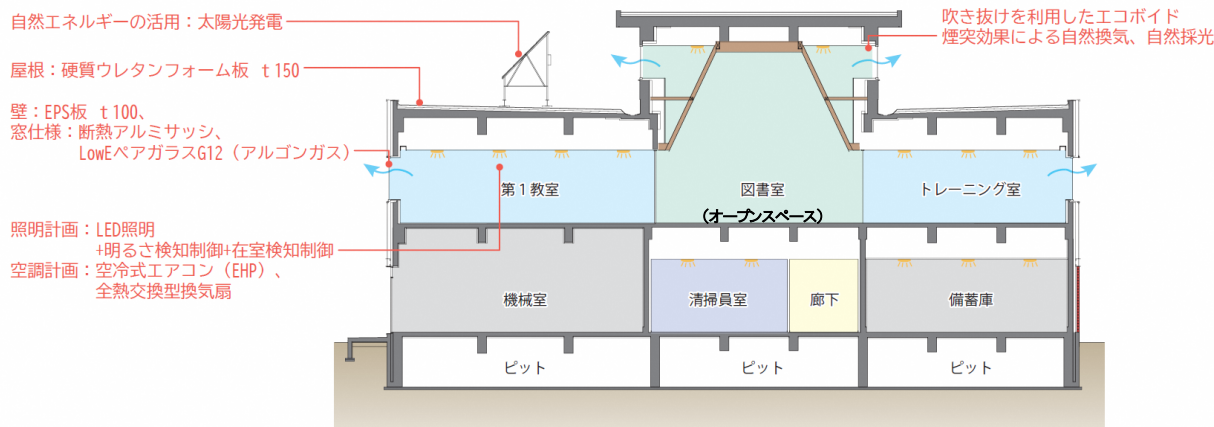 自然エネルギーの活用：太陽光発電
屋根：硬質ウレタンフォーム板 ｔ150
壁：EPS板 ｔ100、
窓仕様：断熱アルミサッシ、
LowEペアガラスG12（アルゴンガス）
照明計画：LED照明
+明るさ検知制御+在室検知制御
空調計画：空冷式エアコン（EHP）、
全熱交換型換気扇
吹き抜けを利用したエコボイド
煙突効果による自然換気、自然採光
第１教室
図書室
（オープンスペース）
トレーニング室
機械室
清掃員室
廊下
備蓄庫
ピット
ピット
ピット